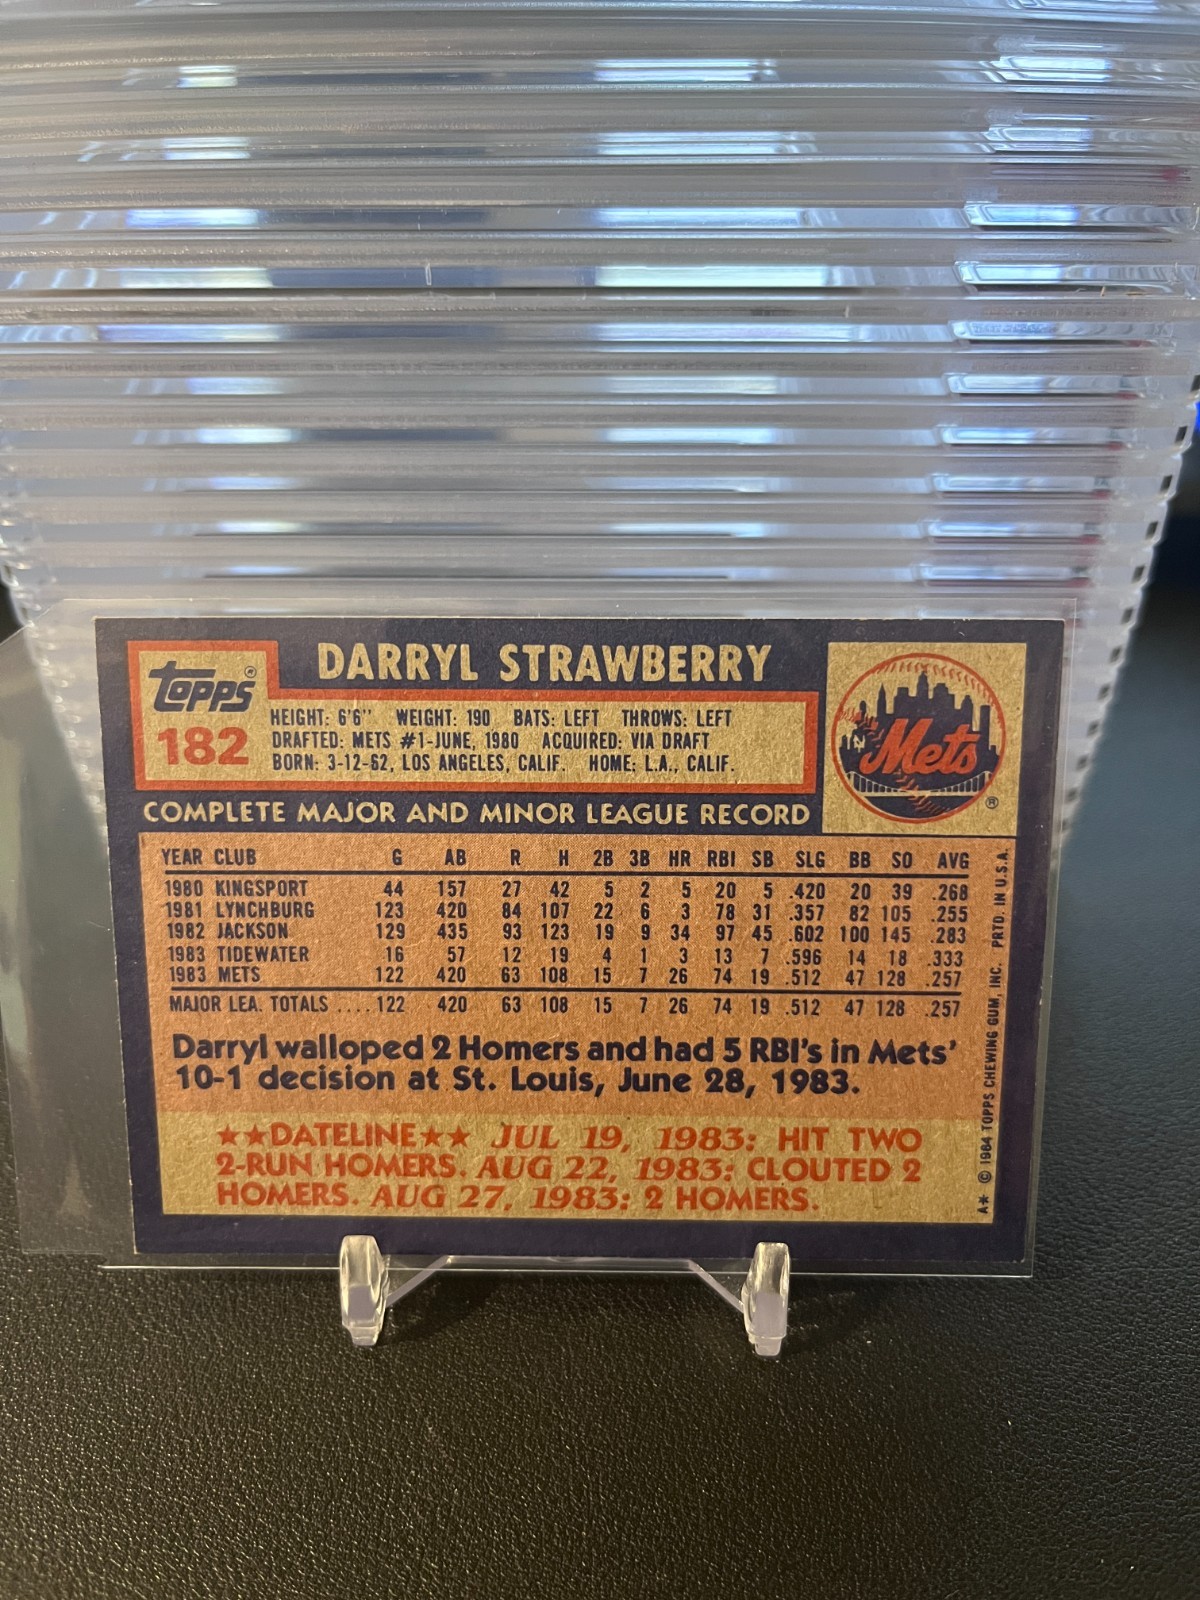 DARRYL STRAWBERRY
Topps®
182
HEIGHT: 6'6" WEIGHT: 190 BATS: LEFT THROWS: LEFT
DRAFTED: METS #1-JUNE, 1980 ACQUIRED: VIA DRAFT
BORN: 3-12-62, LOS ANGELES, CALIF. HOME: L.A., CALIF.
NY Mets ®
COMPLETE MAJOR AND MINOR LEAGUE RECORD
YEAR CLUB G AB R H 2B 3B HR RBI SB SLG BB SO AVG
1980 KINGSPORT 44 157 27 42 5 2 5 20 5 .420 20 39 .268
1981 LYNCHBURG 123 420 84 107 22 6 3 78 31 .357 82 105 .255
1982 JACKSON 129 435 93 123 19 9 34 97 45 .602 100 145 .283
1983 TIDEWATER 16 57 12 19 4 1 3 13 7 .596 14 18 .333
1983 METS 122 420 63 108 15 7 26 74 19 .512 47 128 .257
MAJOR LEA. TOTALS .... 122 420 63 108 15 7 26 74 19 .512 47 128 .257
Darryl walloped 2 Homers and had 5 RBI's in Mets'
10-1 decision at St. Louis, June 28, 1983.
★★DATELINE★★ JUL 19, 1983: HIT TWO
2-RUN HOMERS. AUG 22, 1983: CLOUTED 2
HOMERS. AUG 27, 1983: 2 HOMERS.
A* © 1984 TOPPS CHEWING GUM, INC. PRTD. IN U.S.A.